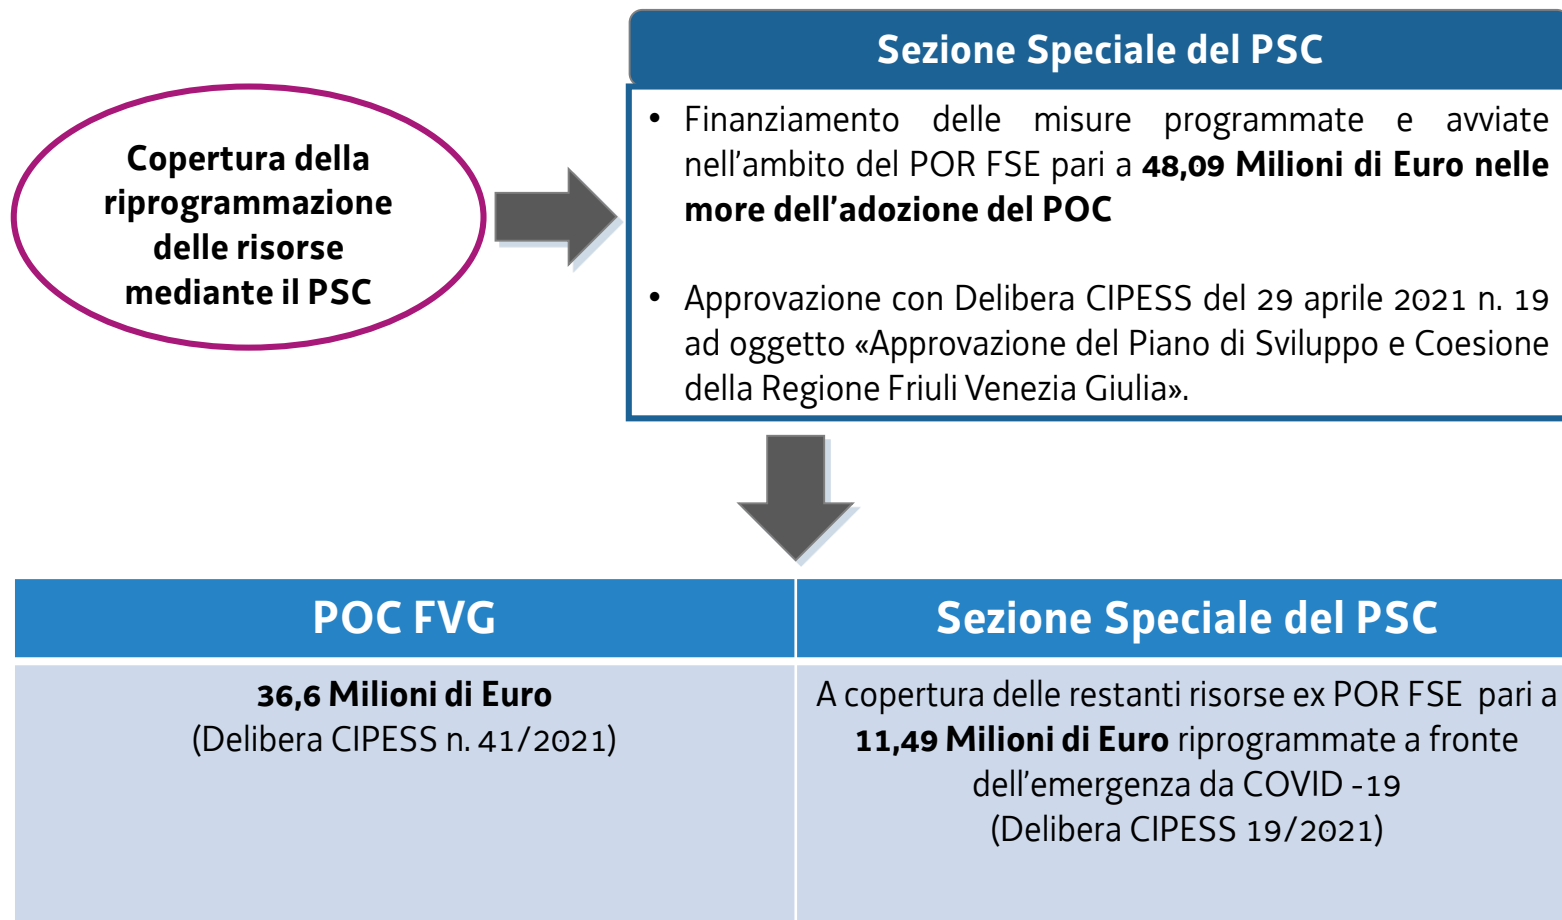 Copertura della
riprogrammazione
delle risorse
mediante il PSC
Sezione Speciale del PSC
• Finanziamento delle misure programmate e avviate
nell’ambito del POR FSE pari a 48,09 Milioni di Euro nelle
more dell’adozione del POC
• Approvazione con Delibera CIPESS del 29 aprile 2021 n. 19
ad oggetto «Approvazione del Piano di Sviluppo e Coesione
della Regione Friuli Venezia Giulia».
POC FVG
36,6 Milioni di Euro
(Delibera CIPESS n. 41/2021)
Sezione Speciale del PSC
A copertura delle restanti risorse ex POR FSE pari a
11,49 Milioni di Euro riprogrammate a fronte
dell’emergenza da COVID -19
(Delibera CIPESS 19/2021)